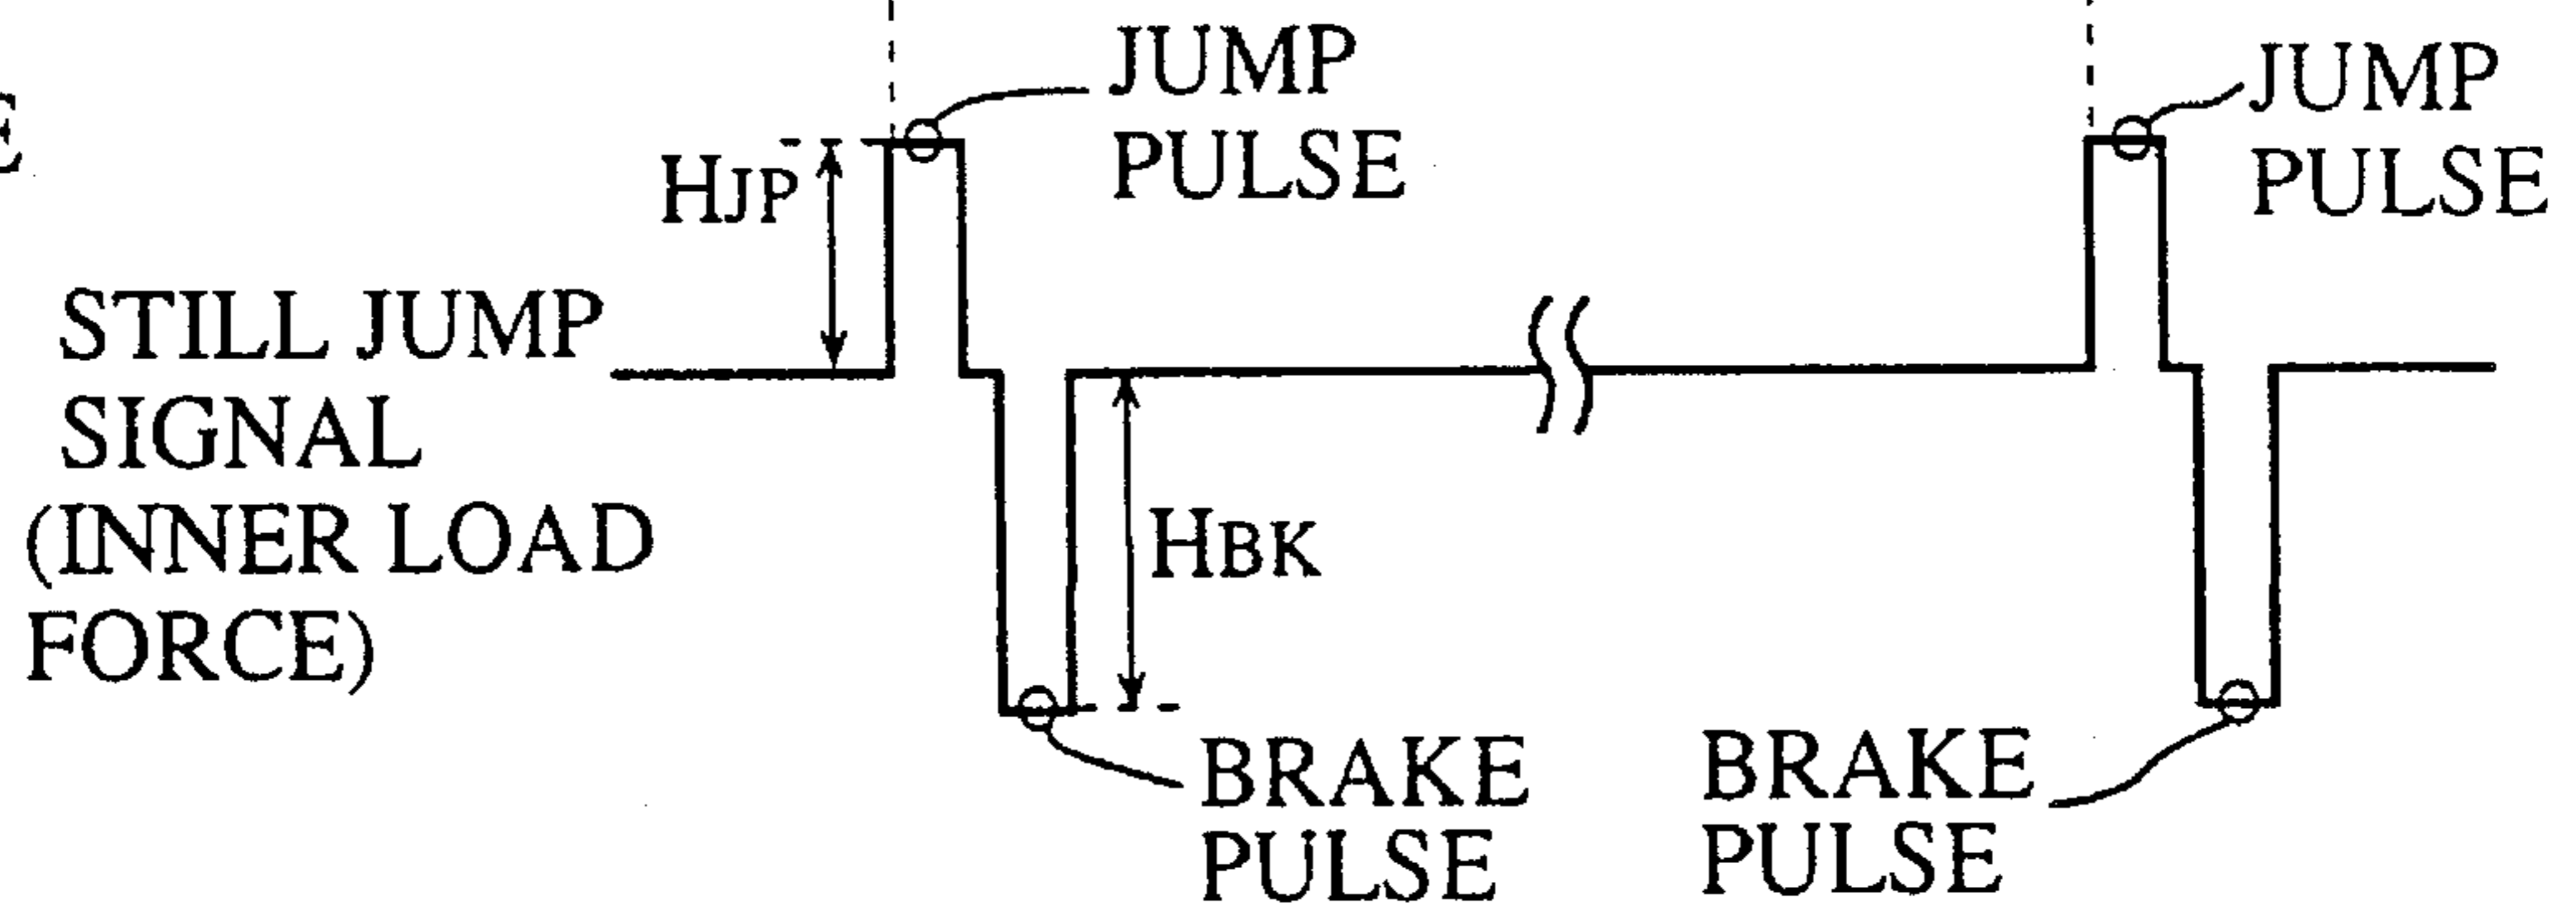 E
JUMP
PULSE
JUMP
PULSE
HJP
STILL JUMP
SIGNAL
(INNER LOAD
FORCE)
HBK
BRAKE
PULSE
BRAKE
PULSE